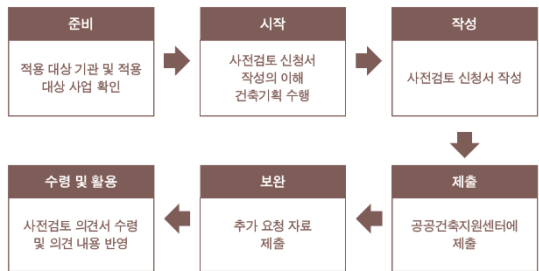 준비
적용 대상 기관 및 적용
대상 사업 확인
시작
사전검토 신청서
작성의 이해
건축기획 수행
작성
사전검토 신청서 작성
제출
공공건축지원센터에
제출
보완
추가 요청 자료
제출
수령 및 활용
사전검토 의견서 수령
및 의견 내용 반영